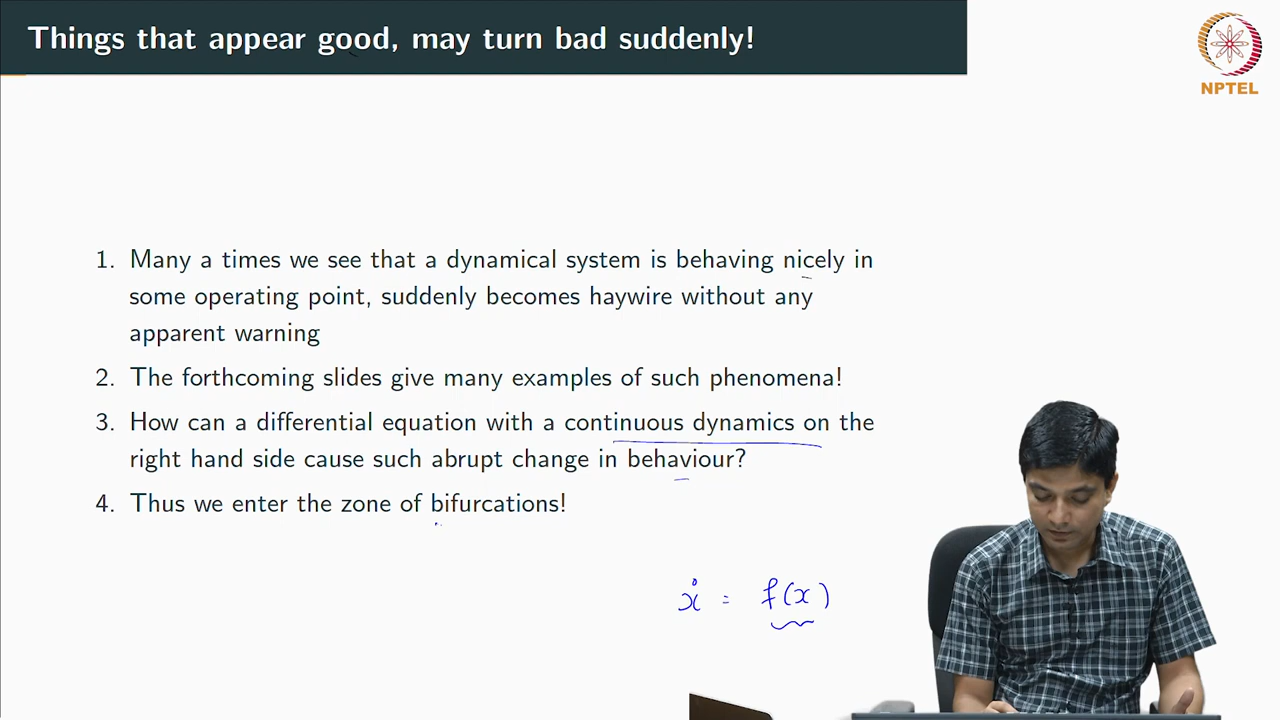 Things that appear good, may turn bad suddenly!
NPTEL
1. Many a times we see that a dynamical system is behaving nicely in
some operating point, suddenly becomes haywire without any
apparent warning
2. The forthcoming slides give many examples of such phenomena!
3. How can a differential equation with a continuous dynamics on the
right hand side cause such abrupt change in behaviour?
4. Thus we enter the zone of bifurcations!
ẋ = f(x)